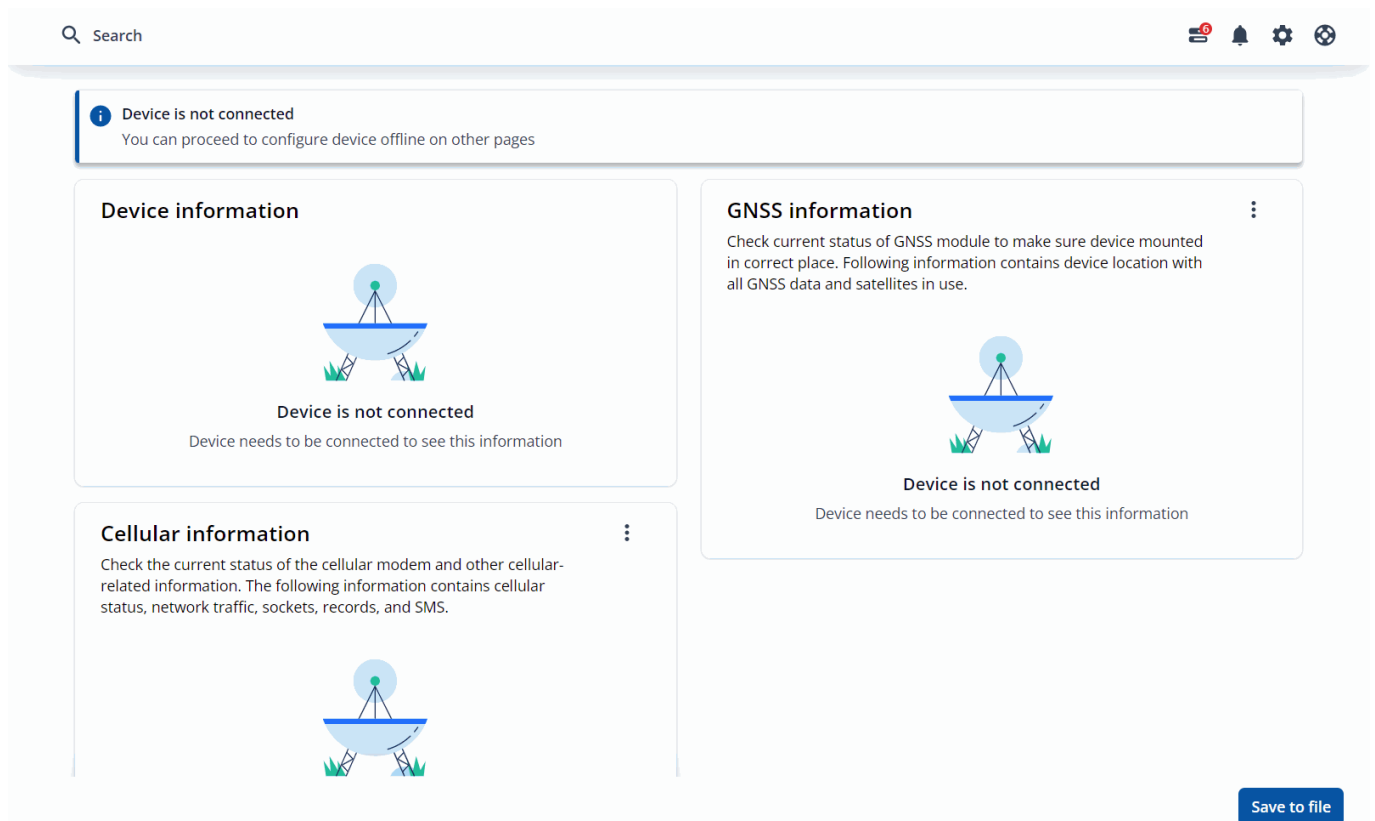 Search
6
Device is not connected
You can proceed to configure device offline on other pages
Device information
Device is not connected
Device needs to be connected to see this information
GNSS information
Check current status of GNSS module to make sure device mounted
in correct place. Following information contains device location with
all GNSS data and satellites in use.
Device is not connected
Device needs to be connected to see this information
Cellular information
Check the current status of the cellular modem and other cellular-
related information. The following information contains cellular
status, network traffic, sockets, records, and SMS.
Save to file